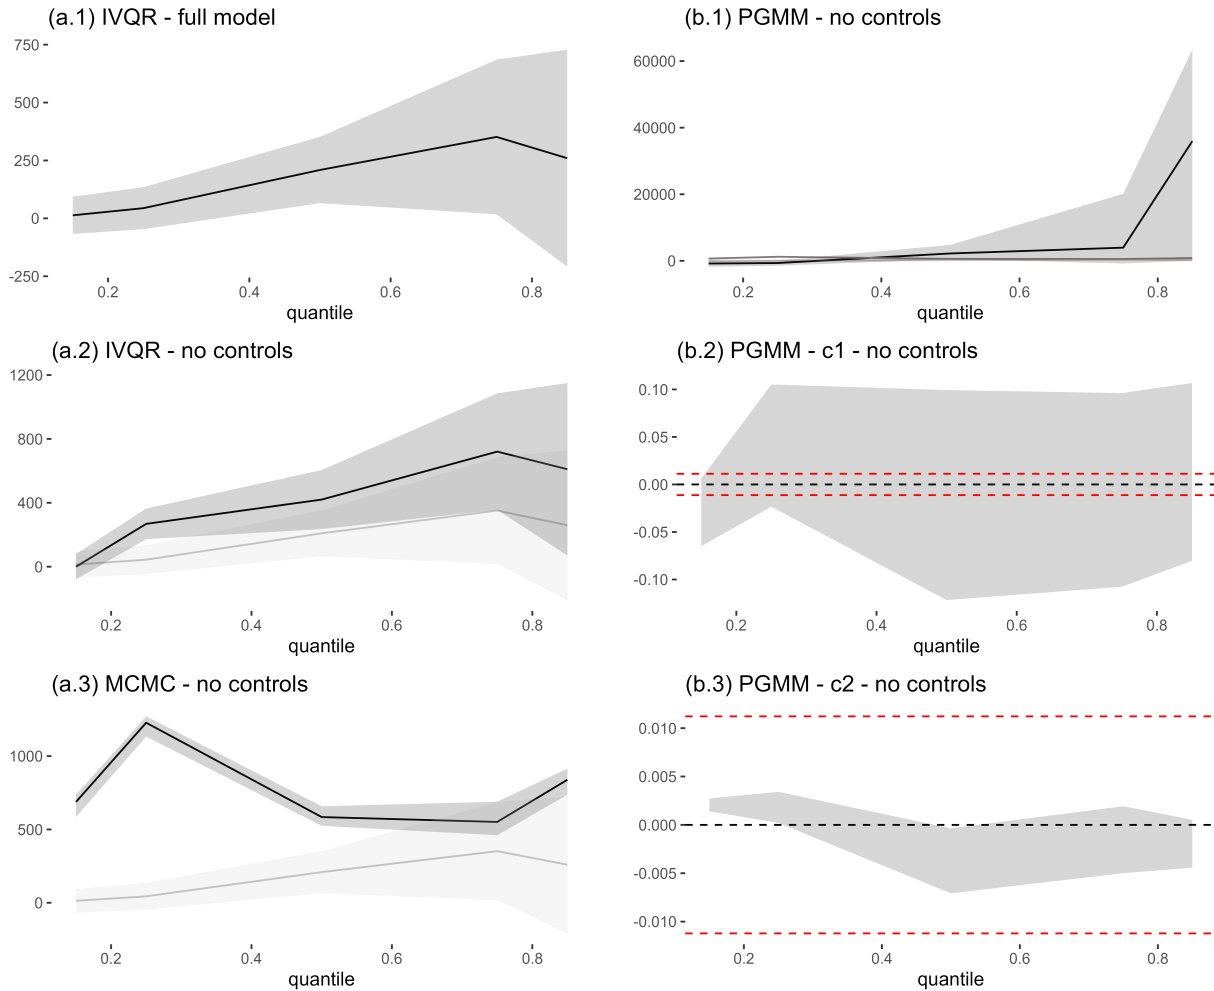 (a.1) IVQR - full model
750
500
250
0
-250
0.2 0.4 0.6 0.8
quantile
(b.1) PGMM - no controls
60000
40000
20000
0
0.2 0.4 0.6 0.8
quantile
(a.2) IVQR - no controls
1200
800
400
0
0.2 0.4 0.6 0.8
quantile
(b.2) PGMM - c1 - no controls
0.10
0.05
0.00
-0.05
-0.10
0.2 0.4 0.6 0.8
quantile
(a.3) MCMC - no controls
1000
500
0
0.2 0.4 0.6 0.8
quantile
(b.3) PGMM - c2 - no controls
0.010
0.005
0.000
-0.005
-0.010
0.2 0.4 0.6 0.8
quantile